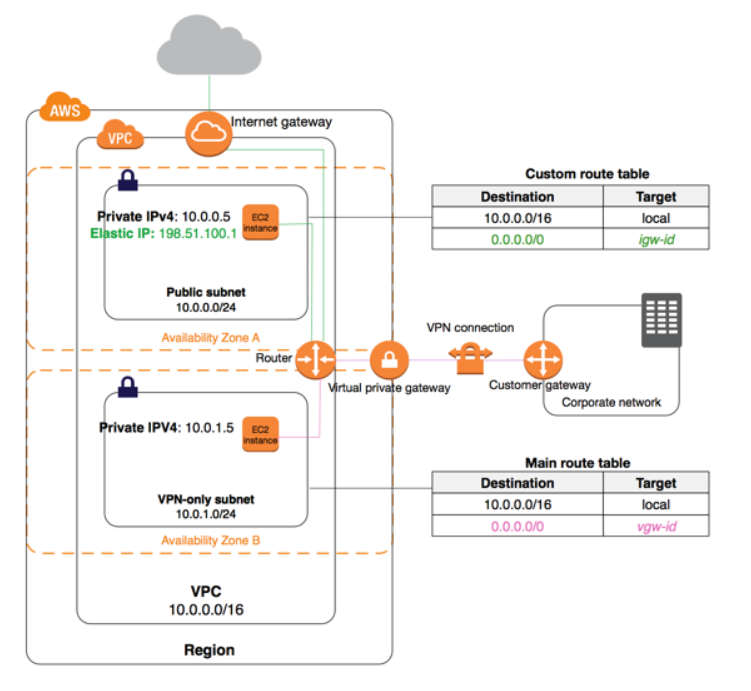 AWS
Internet gateway
VPC
Custom route table
Destination Target
10.0.0.0/16 local
0.0.0.0/0 igw-id
Private IPv4: 10.0.0.5
Elastic IP: 198.51.100.1
EC2
instance
Public subnet
10.0.0.0/24
Availability Zone A
VPN connection
Router
Virtual private gateway
Customer gateway
Corporate network
Private IPV4: 10.0.1.5
EC2
instance
VPN-only subnet
10.0.1.0/24
Availability Zone B
Main route table
Destination Target
10.0.0.0/16 local
0.0.0.0/0 vgw-id
VPC
10.0.0.0/16
Region